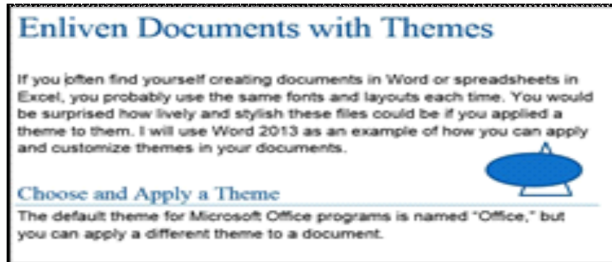 Enliven Documents with Themes
If you often find yourself creating documents in Word or spreadsheets in
Excel, you probably use the same fonts and layouts each time. You would
be surprised how lively and stylish these files could be if you applied a
theme to them. I will use Word 2013 as an example of how you can apply
and customize themes in your documents.
Choose and Apply a Theme
The default theme for Microsoft Office programs is named "Office," but
you can apply a different theme to a document.